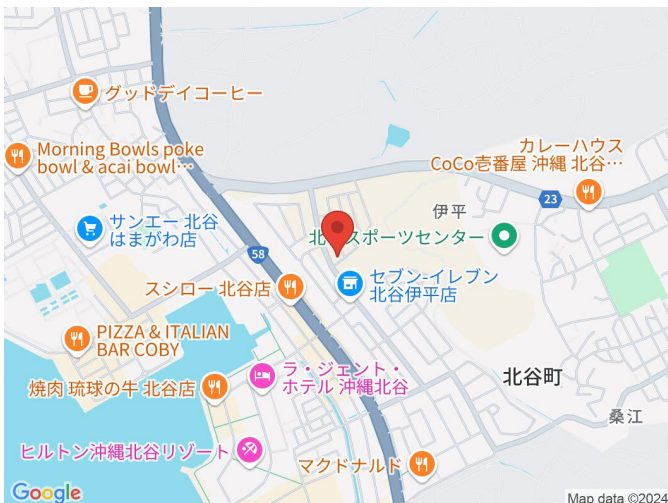 グッドデイコーヒー
Morning Bowls poke
bowl & acai bowl...
カレーハウス
CoCo壱番屋 沖縄 北谷...
23
伊平
サンエー 北谷
はまがわ店
58
スポーツセンター
セブン-イレブン
北谷伊平店
スシロー 北谷店
PIZZA & ITALIAN
BAR COBY
ラ・ジェント・
ホテル 沖縄北谷
焼肉 琉球の牛 北谷店
北谷町
桑江
ヒルトン沖縄北谷リゾート
マクドナルド
Google
Map data ©2024